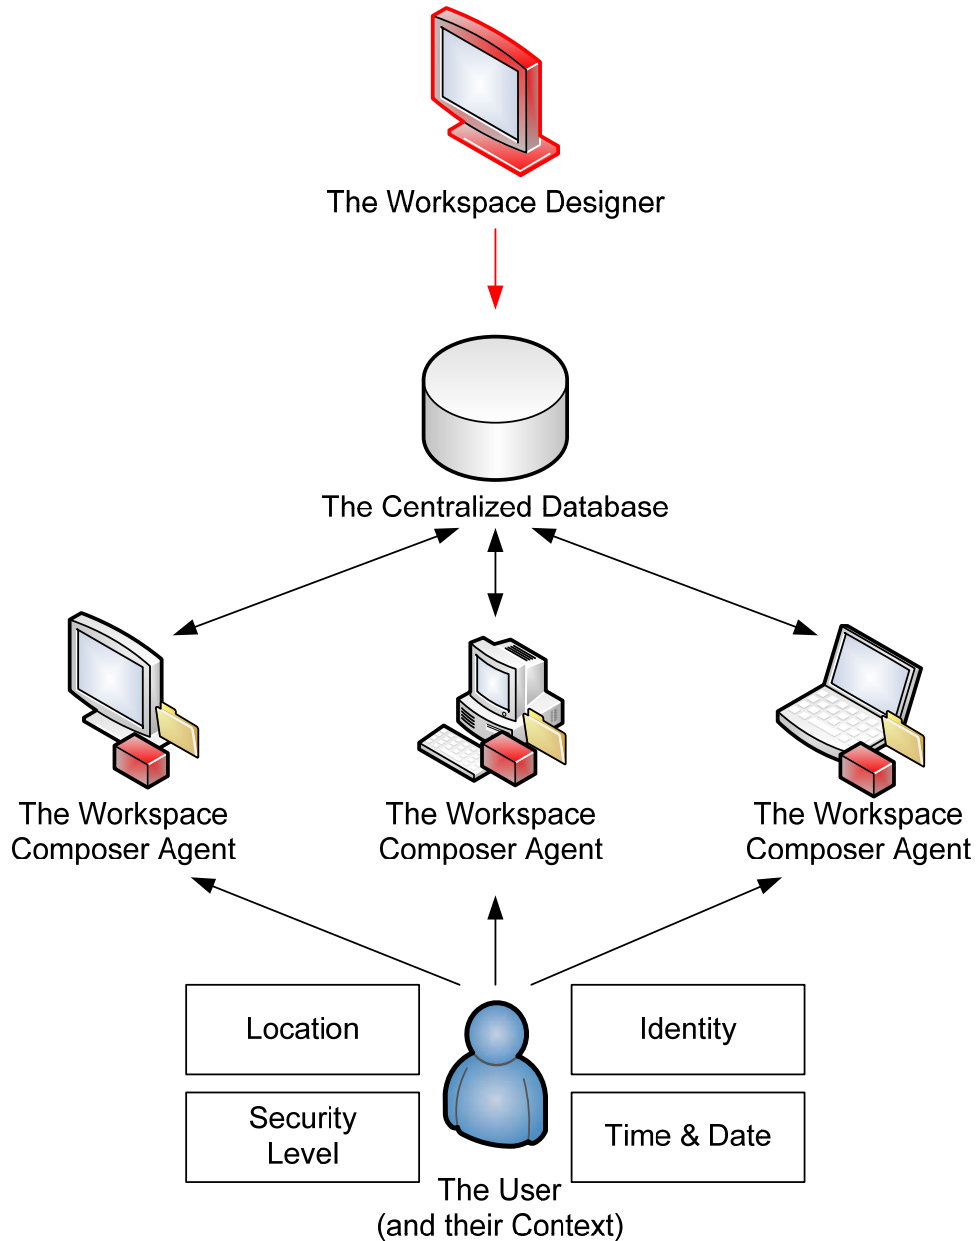 The Workspace Designer
The Centralized Database
The Workspace
Composer Agent
The Workspace
Composer Agent
The Workspace
Composer Agent
Location
Identity
Security
Level
Time & Date
The User
(and their Context)